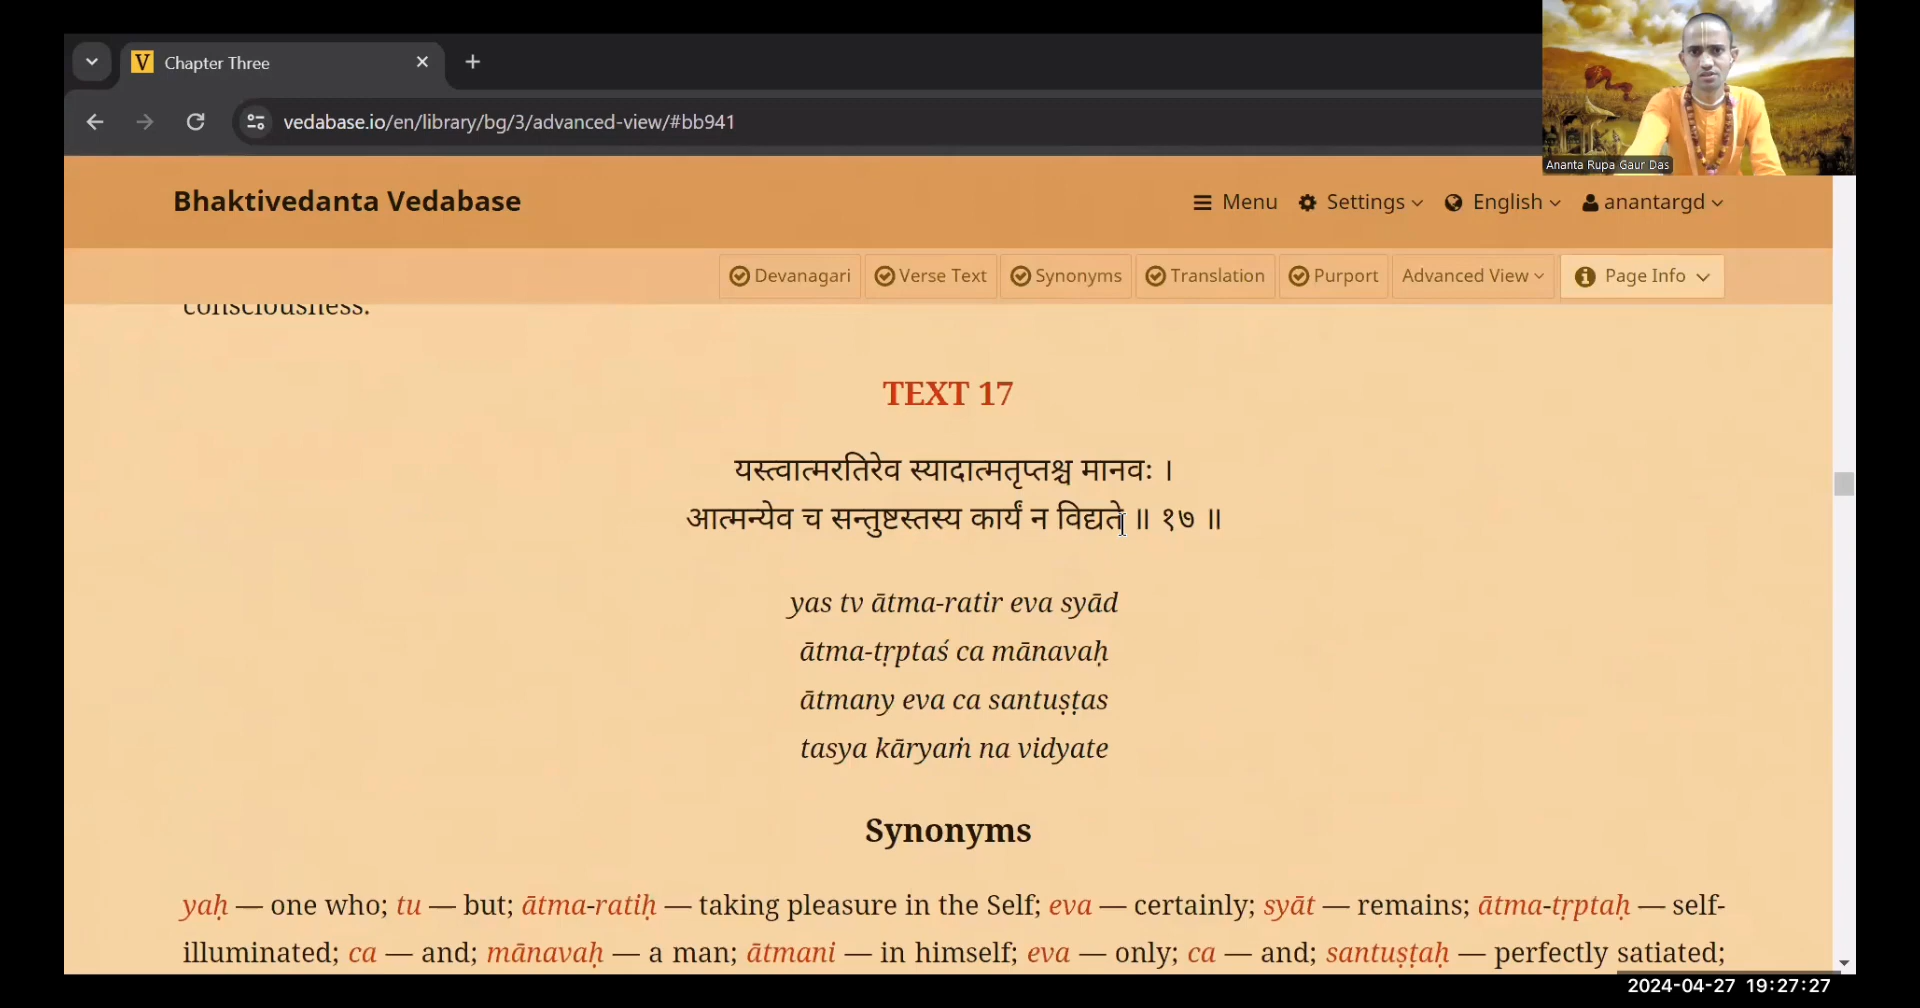 Chapter Three
vedabase.io/en/library/bg/3/advanced-view/#bb941
Ananta Rupa Gaur Das
Bhaktivedanta Vedabase
Menu Settings English anantargd
Devanagari Verse Text Synonyms Translation Purport Advanced View Page Info
consciousness.
TEXT 17
यस्त्वात्मरतिरेव स्यादात्मतृप्तश्च मानवः ।
आत्मन्येव च सन्तुष्टस्तस्य कार्यं न विद्यते ॥ १७ ॥
yas tv ātma-ratir eva syād
ātma-tṛptaś ca mānavaḥ
ātmany eva ca santuṣṭas
tasya kāryaṁ na vidyate
Synonyms
yaḥ — one who; tu — but; ātma-ratiḥ — taking pleasure in the Self; eva — certainly; syāt — remains; ātma-tṛptaḥ — self-
illuminated; ca — and; mānavaḥ — a man; ātmani — in himself; eva — only; ca — and; santuṣṭaḥ — perfectly satiated;
2024-04-27 19:27:27